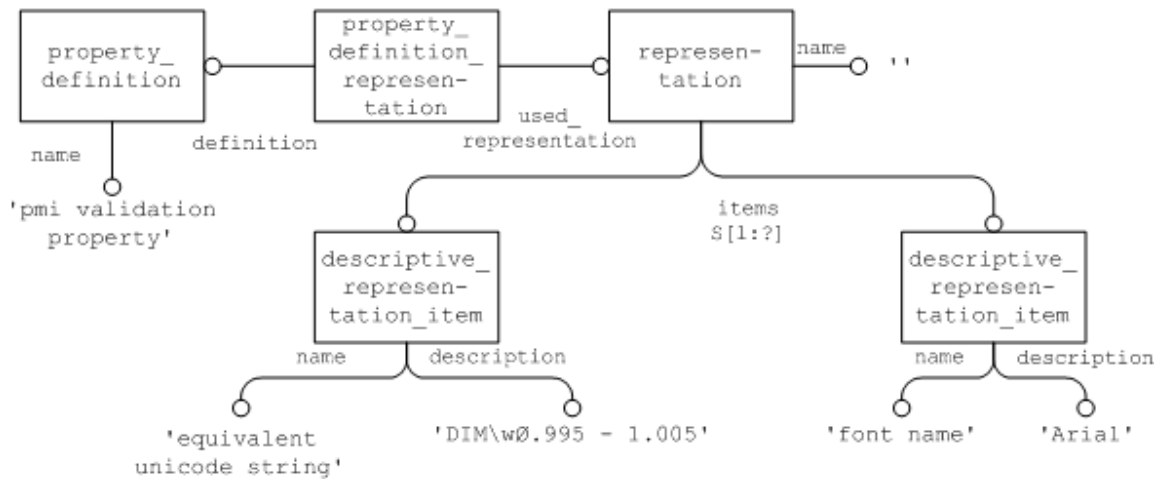 property_
definition
property_
definition_
represen-
tation
represen-
tation
name
''
used_
representation
definition
name
'pmi validation
property'
items
S[1:?]
descriptive_
represen-
tation_item
descriptive_
represen-
tation_item
name
description
name
description
'equivalent
unicode string'
'DIM\wØ.995 - 1.005'
'font name'
'Arial'